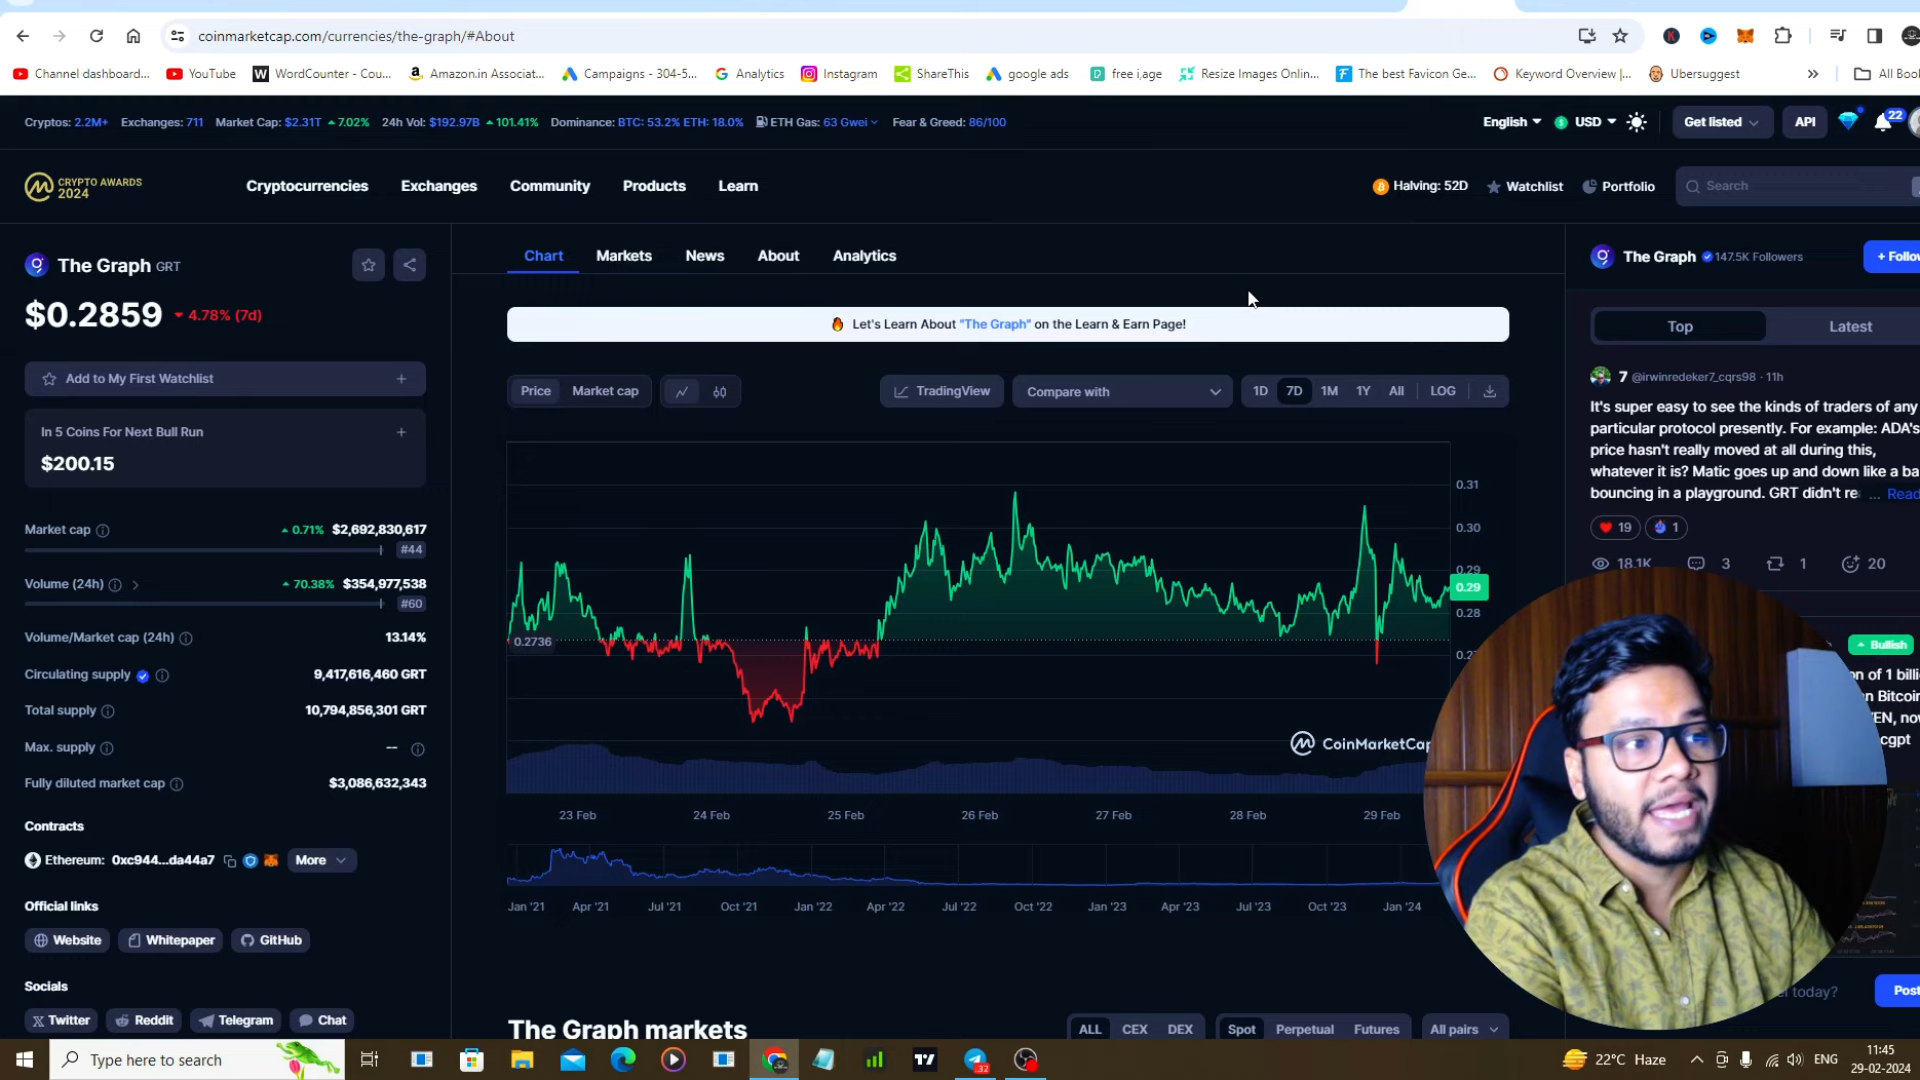 coinmarketcap.com/currencies/the-graph/#About
Channel dashboard... YouTube WordCounter - Cou... Amazon.in Associat... Campaigns - 304-5... Analytics Instagram ShareThis google ads free i,age Resize Images Onlin... The best Favicon Ge... Keyword Overview |... Ubersuggest » All Bool
Cryptos: 2.2M+ Exchanges: 711 Market Cap: $2.31T 7.02% 24h Vol: $192.97B 101.41% Dominance: BTC: 53.2% ETH: 18.0% ETH Gas: 63 Gwei Fear & Greed: 86/100
English USD Get listed API 22
CRYPTO AWARDS
2024
Cryptocurrencies Exchanges Community Products Learn
Halving: 52D Watchlist Portfolio Search
The Graph GRT
$0.2859 4.78% (7d)
Add to My First Watchlist +
In 5 Coins For Next Bull Run +
$200.15
Market cap 0.71% $2,692,830,617
#44
Volume (24h) 70.38% $354,977,538
#60
Volume/Market cap (24h) 13.14%
Circulating supply 9,417,616,460 GRT
Total supply 10,794,856,301 GRT
Max. supply --
Fully diluted market cap $3,086,632,343
Contracts
Ethereum: 0xc944...da44a7 More
Official links
Website Whitepaper GitHub
Socials
Twitter Reddit Telegram Chat
Chart Markets News About Analytics
Let's Learn About "The Graph" on the Learn & Earn Page!
Price Market cap TradingView Compare with 1D 7D 1M 1Y All LOG
0.31
0.30
0.29
0.29
0.28
0.2736
0.27
CoinMarketCap
23 Feb 24 Feb 25 Feb 26 Feb 27 Feb 28 Feb 29 Feb
Jan '21 Apr '21 Jul '21 Oct '21 Jan '22 Apr '22 Jul '22 Oct '22 Jan '23 Apr '23 Jul '23 Oct '23 Jan '24
The Graph markets
ALL CEX DEX Spot Perpetual Futures All pairs
The Graph 147.5K Followers + Follow
Top Latest
7 @irwinredeker7_cqrs98 · 11h
It's super easy to see the kinds of traders of any
particular protocol presently. For example: ADA's
price hasn't really moved at all during this,
whatever it is? Matic goes up and down like a ba
bouncing in a playground. GRT didn't re ... Read
19 1
18.1K 3 1 20
Bullish
on of 1 billi
n Bitcoin
EN, nov
cgpt
el today? Post
Type here to search
32
22°C Haze ENG
11:45
29-02-2024